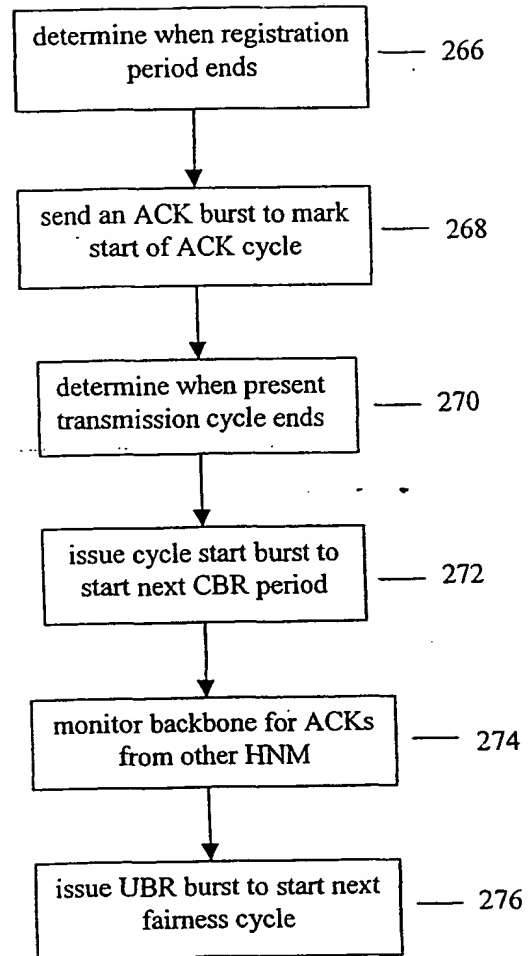 determine when registration
period ends
266
send an ACK burst to mark
start of ACK cycle
268
determine when present
transmission cycle ends
270
issue cycle start burst to
start next CBR period
272
monitor backbone for ACKs
from other HNM
274
issue UBR burst to start next
fairness cycle
276